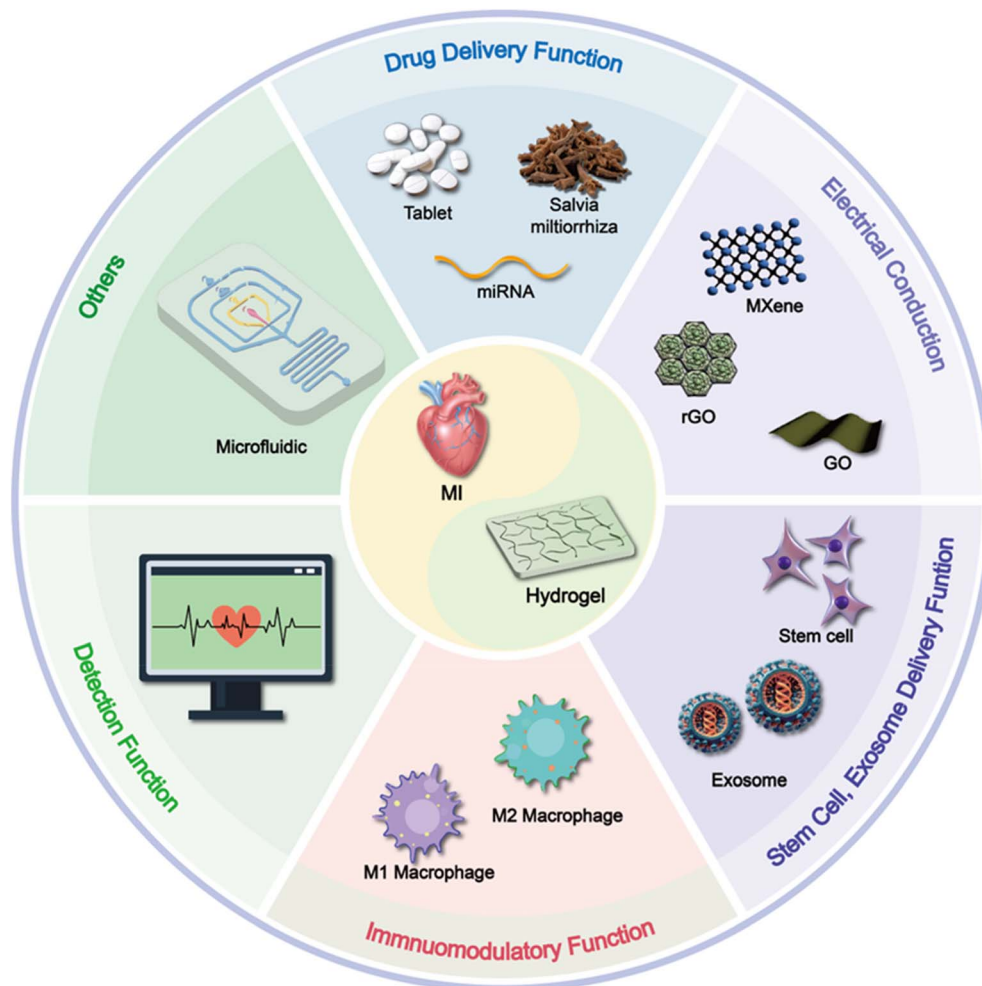 Drug Delivery Function
Tablet
Salvia
miltiorrhiza
miRNA
Electrical Conduction
MXene
rGO
GO
Stem Cell, Exosome Delivery Funtion
Stem cell
Exosome
Immnuomodulatory Function
M2 Macrophage
M1 Macrophage
Detection Function
Others
Microfluidic
MI
Hydrogel